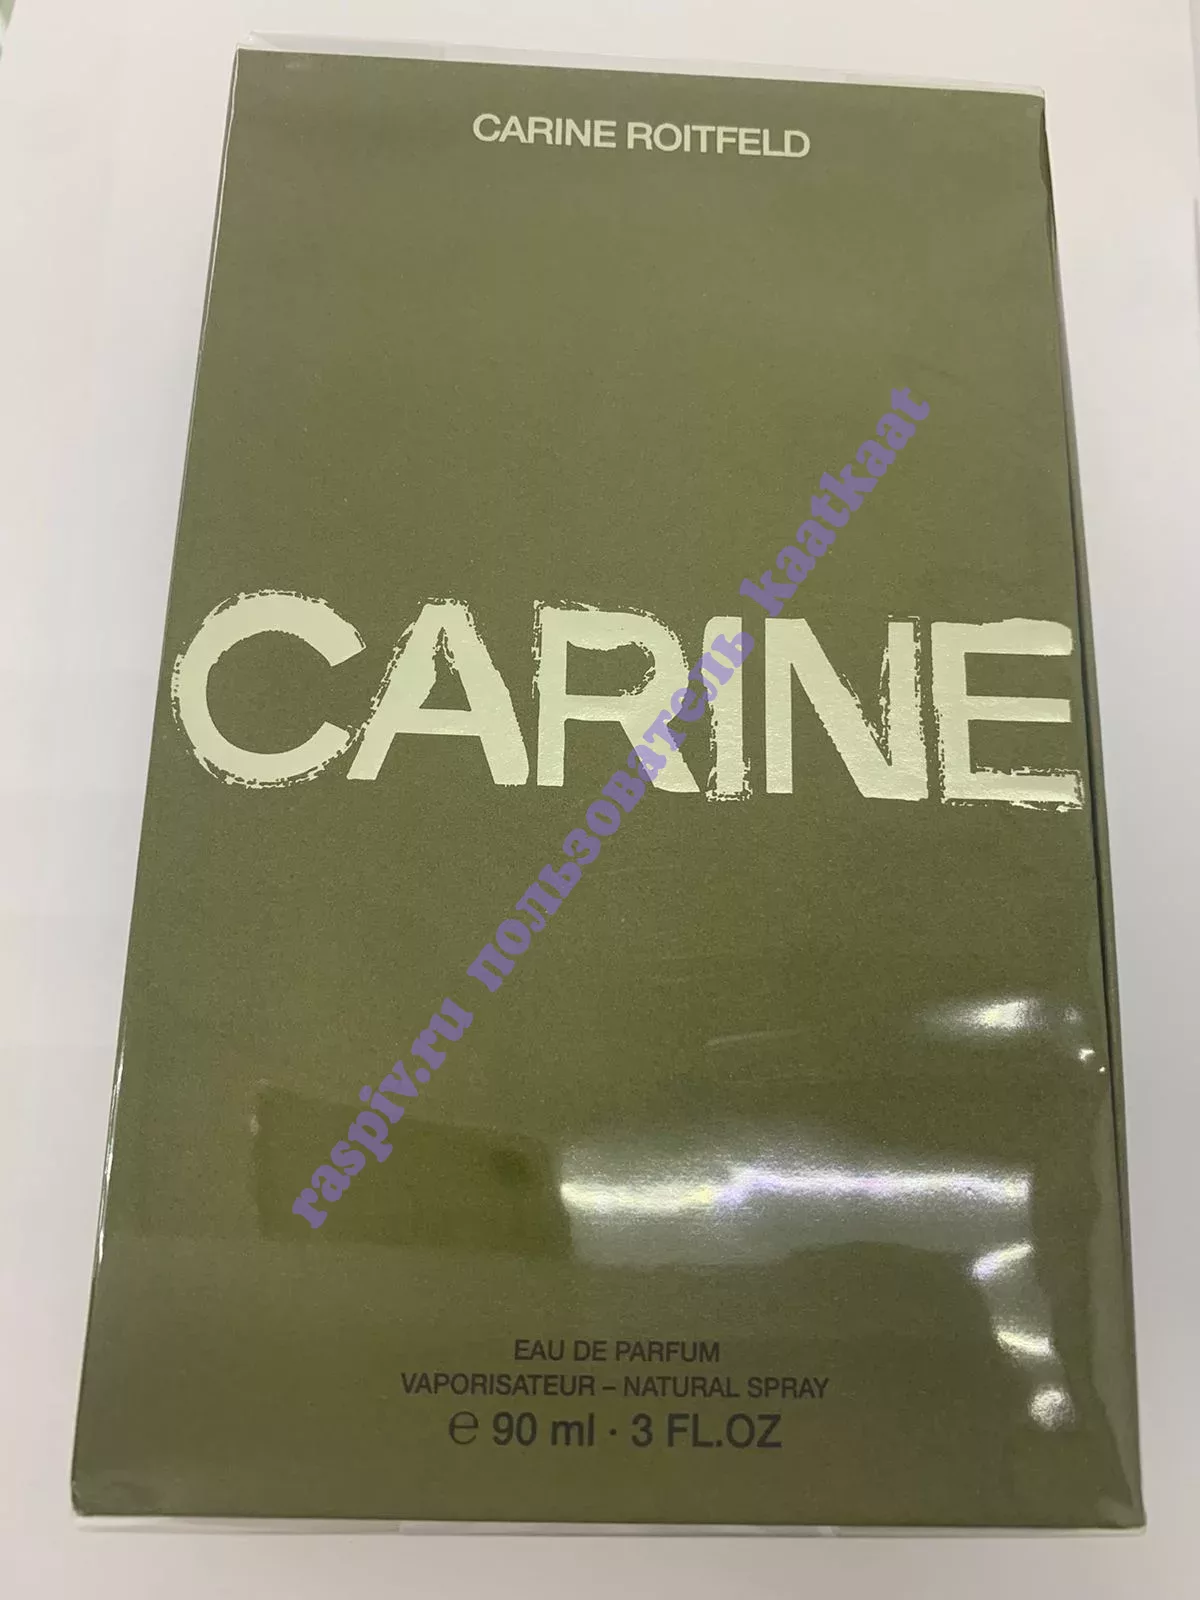 CARINE ROITFELD
CARINE
raspiv.ru пользователь kaatkaat
EAU DE PARFUM
VAPORISATEUR – NATURAL SPRAY
℮ 90 ml · 3 FL.OZ